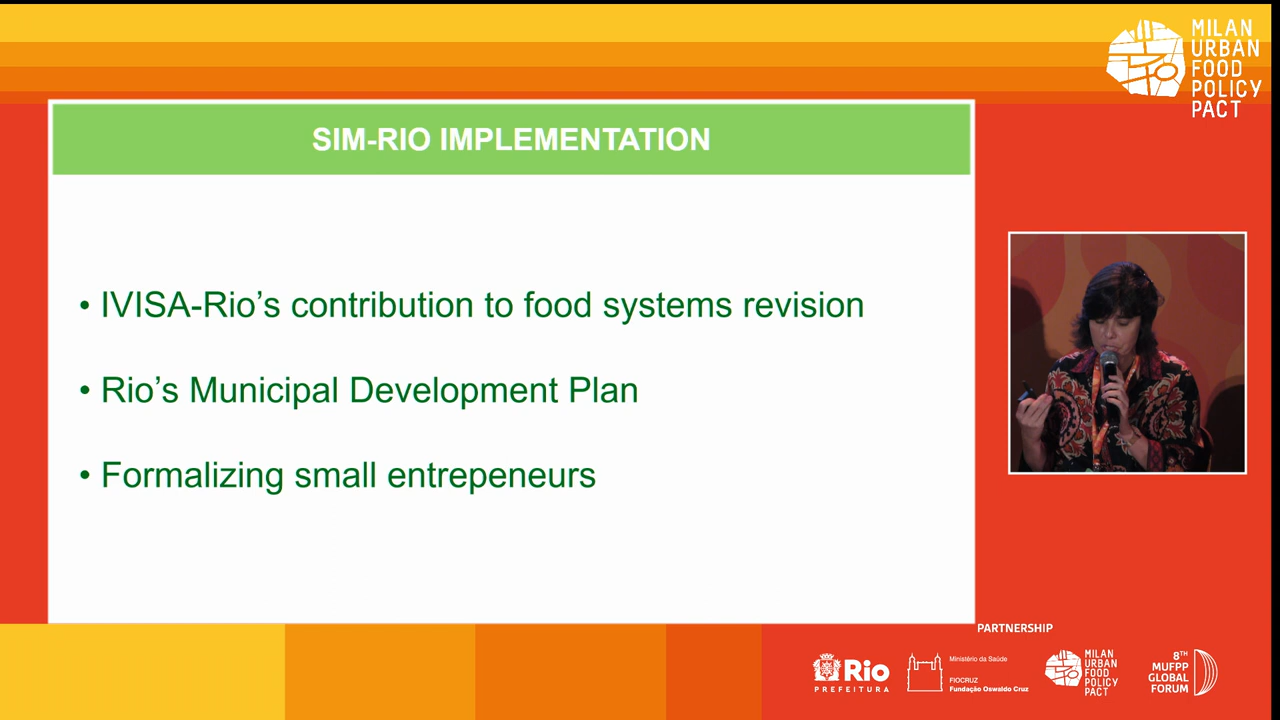 MILAN
URBAN
FOOD
POLICY
PACT
SIM-RIO IMPLEMENTATION
• IVISA-Rio’s contribution to food systems revision
• Rio’s Municipal Development Plan
• Formalizing small entrepeneurs
PARTNERSHIP
Rio
PREFEITURA
Ministério da Saúde
FIOCRUZ
Fundação Oswaldo Cruz
MILAN
URBAN
FOOD
POLICY
PACT
8TH
MUFPP
GLOBAL
FORUM